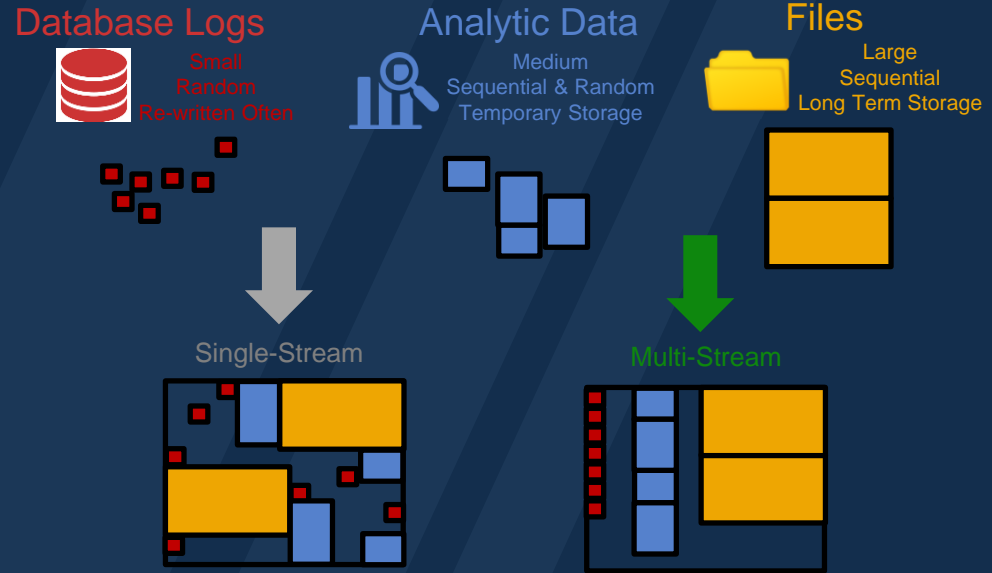 Database Logs
Small
Random
Re-written Often
Analytic Data
Medium
Sequential & Random
Temporary Storage
Files
Large
Sequential
Long Term Storage
Single-Stream
Multi-Stream